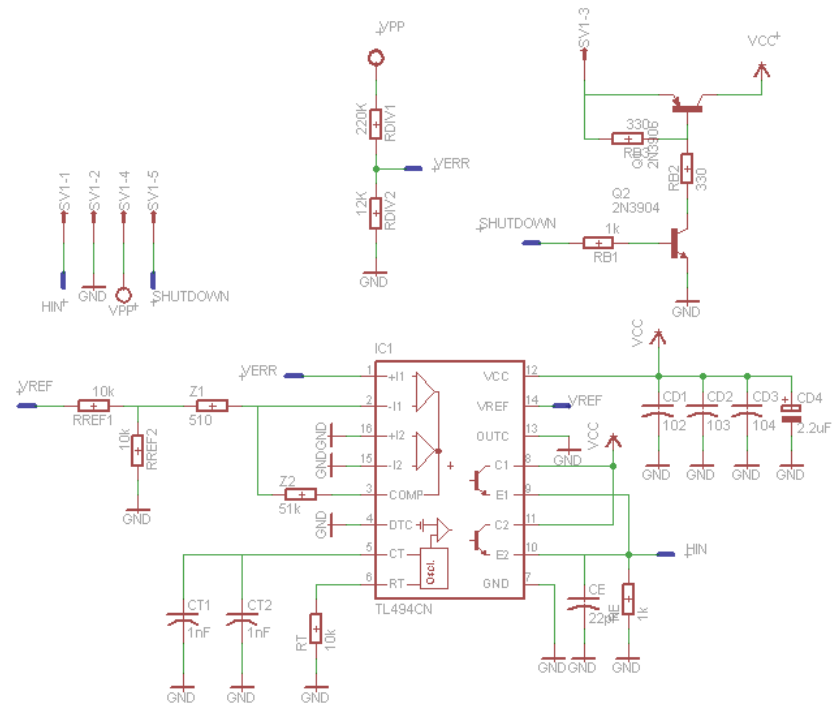 VPP
SV1-3
VCC
220K
RDIV1
VERR
12K
RDIV2
GND
330
RB3
2N3906
RB2
330
Q2
2N3904
SHUTDOWN
1k
RB1
GND
SV1-1
SV1-2
SV1-4
SV1-5
HIN
GND
VPP
SHUTDOWN
IC1
VCC
VERR
1
+I1
VCC
12
VREF
10k
RREF1
Z1
510
2
-I1
VREF
14
VREF
CD1
102
CD2
103
CD3
104
CD4
2.2uF
10k
RREF2
GND
16
+I2
OUTC
13
GND
VCC
GND
15
-I2
C1
8
GND
GND
GND
GND
Z2
51k
3
COMP
E1
9
GND
GND
4
DTC
C2
11
5
CT
Oscil.
E2
10
HIN
6
RT
GND
7
CT1
1nF
CT2
1nF
RT
10k
TL494CN
CE
22pF
RE
1k
GND
GND
GND
GND
GND
GND